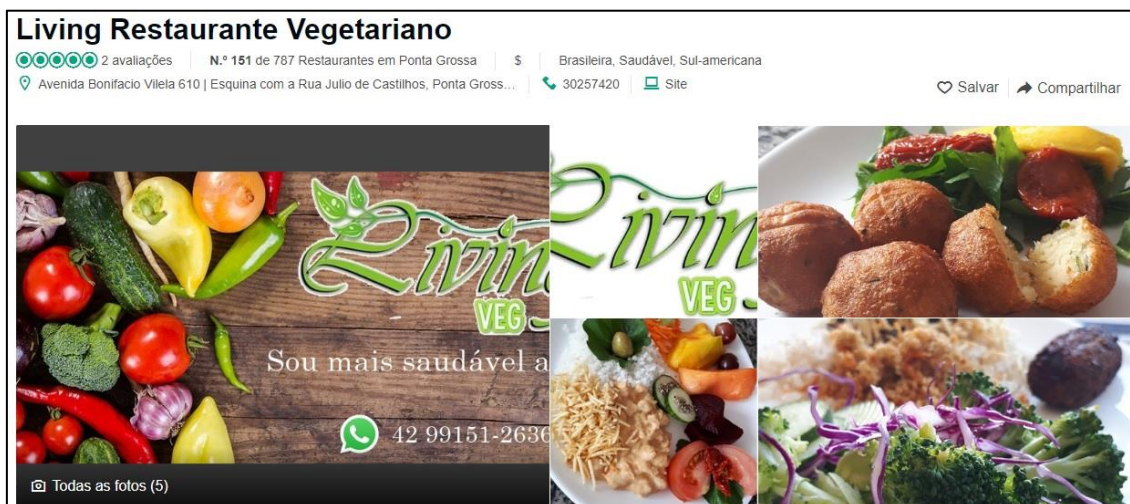 Living Restaurante Vegetariano
2 avaliações N.º 151 de 787 Restaurantes em Ponta Grossa $ Brasileira, Saudável, Sul-americana
Avenida Bonifacio Vilela 610 | Esquina com a Rua Julio de Castilhos, Ponta Gross... 30257420 Site
Salvar Compartilhar
Livin
VEG
Sou mais saudável a
42 99151-2636
Todas as fotos (5)
Livin
VEG